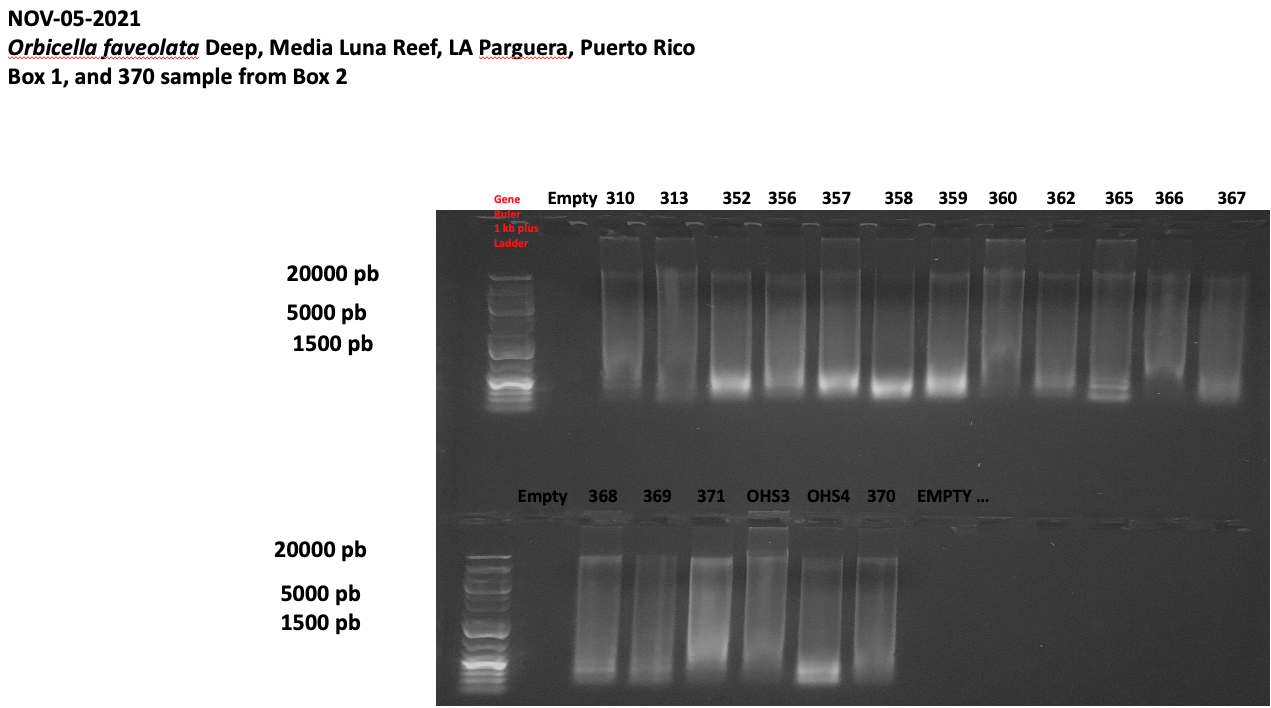 NOV-05-2021
Orbicella faveolata Deep, Media Luna Reef, LA Parguera, Puerto Rico
Box 1, and 370 sample from Box 2
Gene
Ruler
1 kb plus
Ladder
Empty 310 313 352 356 357 358 359 360 362 365 366 367
20000 pb
5000 pb
1500 pb
Empty 368 369 371 OHS3 OHS4 370 EMPTY ...
20000 pb
5000 pb
1500 pb